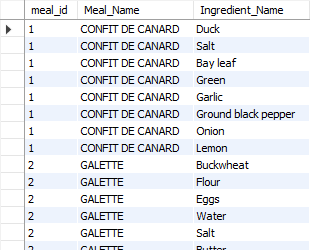 meal_id Meal_Name Ingredient_Name
1 CONFIT DE CANARD Duck
1 CONFIT DE CANARD Salt
1 CONFIT DE CANARD Bay leaf
1 CONFIT DE CANARD Green
1 CONFIT DE CANARD Garlic
1 CONFIT DE CANARD Ground black pepper
1 CONFIT DE CANARD Onion
1 CONFIT DE CANARD Lemon
2 GALETTE Buckwheat
2 GALETTE Flour
2 GALETTE Eggs
2 GALETTE Water
2 GALETTE Salt
2 GALETTE Butter